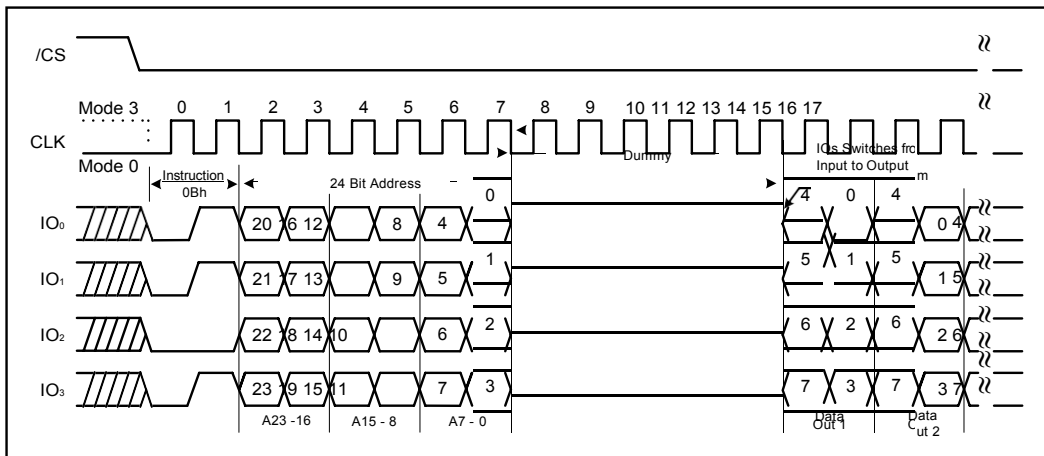 /CS
Mode 3 0 1 2 3 4 5 6 7 8 9 10 11 12 13 14 15 16 17
CLK
Mode 0
Instruction
0Bh
24 Bit Address
Dummy
IOs Switches fro
Input to Output
m
0 4 0 4
IO0 20 16 12 8 4 0 4
1 5 1 5
IO1 21 17 13 9 5 1 5
IO2 22 18 14 10 6 2 6 2 6 2 6
IO3 23 19 15 11 7 3 7 3 7 3 7
A23 -16 A15 - 8 A7 - 0
Data
Out 1
Data
ut 2